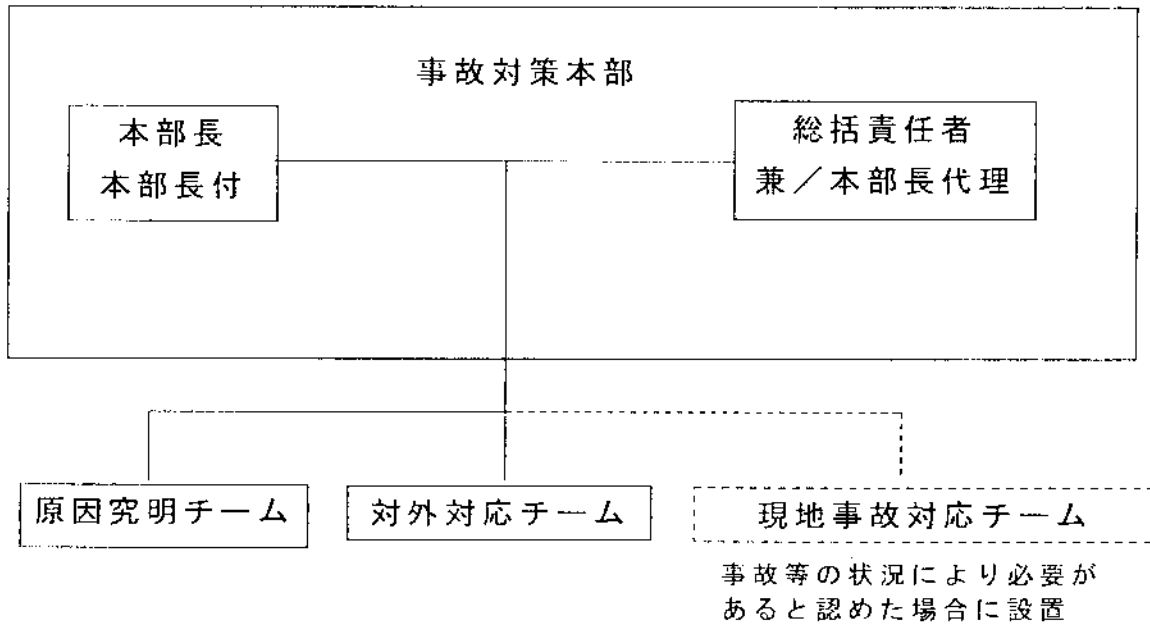 事故対策本部
本部長
本部長付
総括責任者
兼／本部長代理
原因究明チーム
対外対応チーム
現地事故対応チーム
事故等の状況により必要が
あると認めた場合に設置